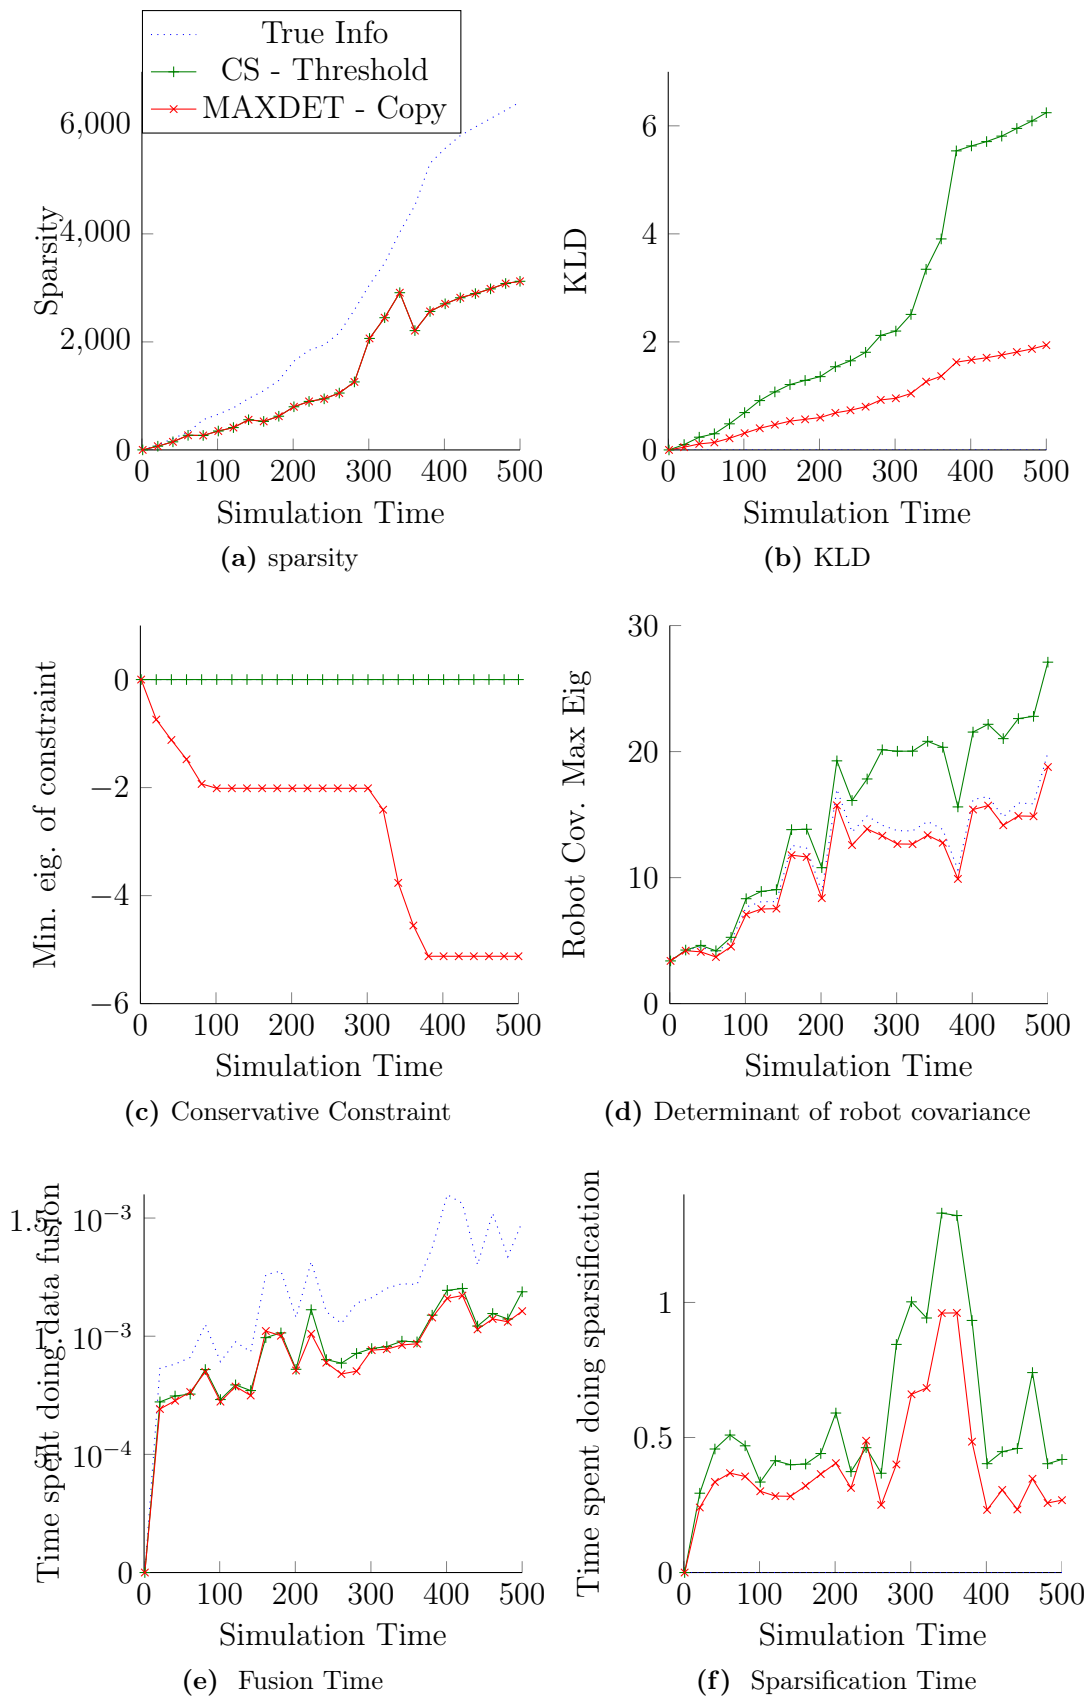 True Info
CS - Threshold
MAXDET - Copy
6,000
4,000
2,000
0
Sparsity
0 100 200 300 400 500
Simulation Time
(a) sparsity
6
4
2
0
KLD
0 100 200 300 400 500
Simulation Time
(b) KLD
0
−2
−4
−6
Min. eig. of constraint
0 100 200 300 400 500
Simulation Time
(c) Conservative Constraint
30
20
10
0
Robot Cov. Max Eig
0 100 200 300 400 500
Simulation Time
(d) Determinant of robot covariance
10−3
10−3
10−4
0
Time spent doing data fusion
0 100 200 300 400 500
Simulation Time
(e) Fusion Time
1
0.5
0
Time spent doing sparsification
0 100 200 300 400 500
Simulation Time
(f) Sparsification Time